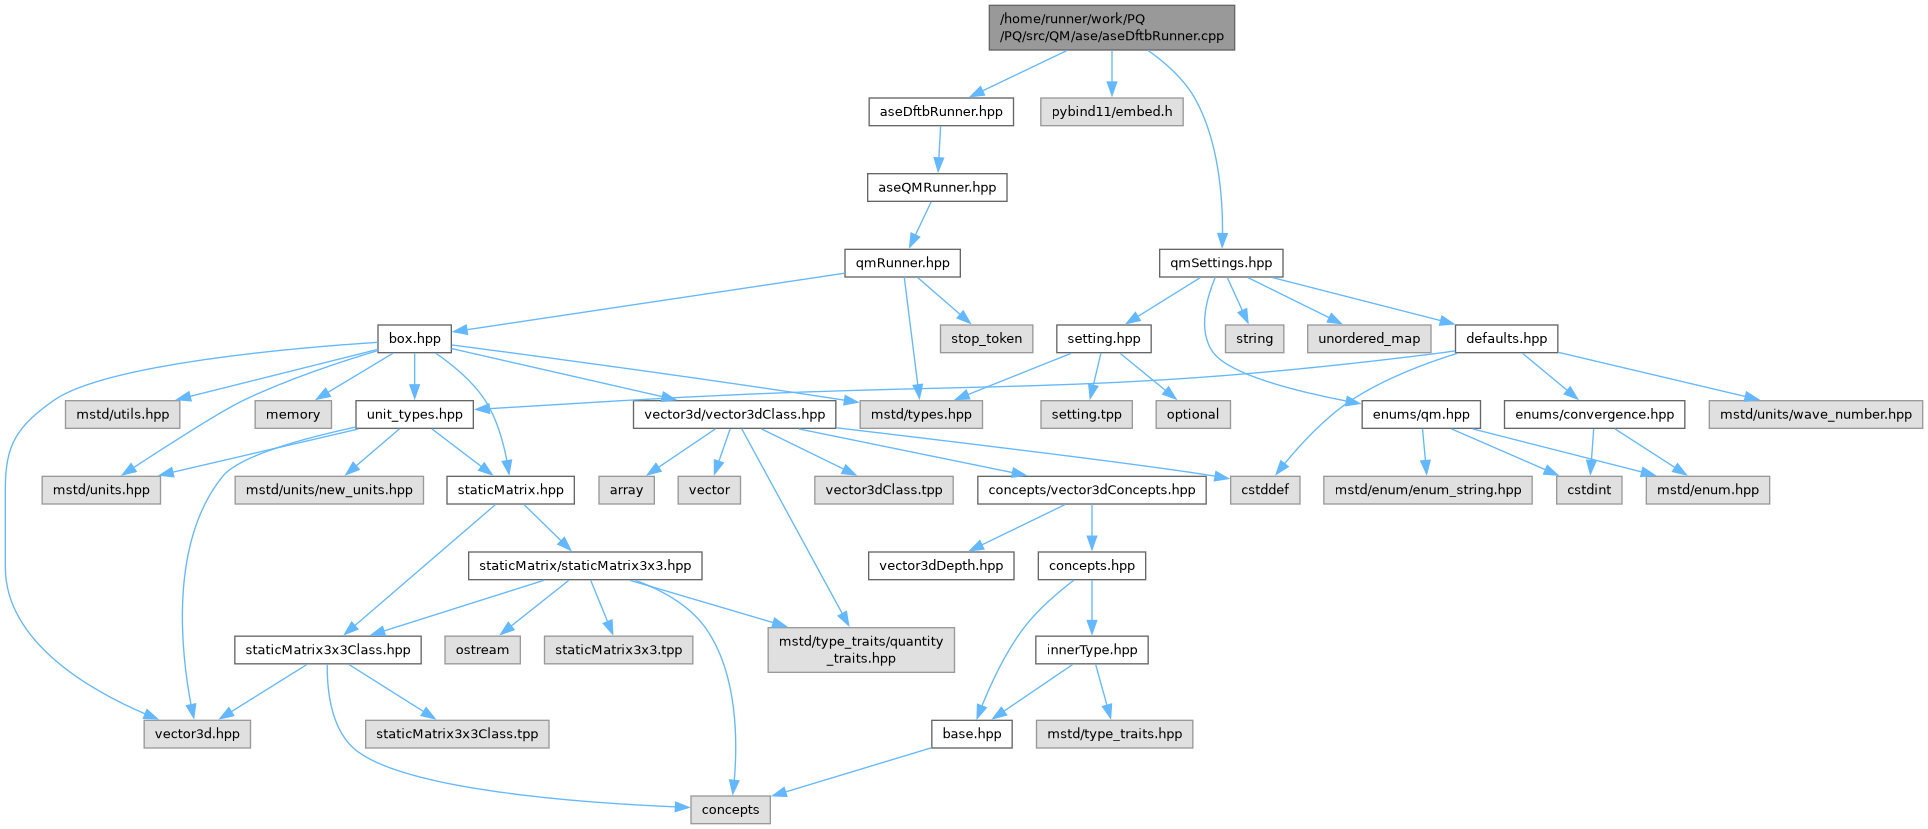 /home/runner/work/PQ
/PQ/src/QM/ase/aseDftbRunner.cpp
aseDftbRunner.hpp
pybind11/embed.h
aseQMRunner.hpp
qmRunner.hpp
qmSettings.hpp
box.hpp
stop_token
setting.hpp
string
unordered_map
defaults.hpp
mstd/utils.hpp
memory
unit_types.hpp
vector3d/vector3dClass.hpp
mstd/types.hpp
setting.tpp
optional
enums/qm.hpp
enums/convergence.hpp
mstd/units/wave_number.hpp
mstd/units.hpp
mstd/units/new_units.hpp
staticMatrix.hpp
array
vector
vector3dClass.tpp
concepts/vector3dConcepts.hpp
cstddef
mstd/enum/enum_string.hpp
cstdint
mstd/enum.hpp
staticMatrix/staticMatrix3x3.hpp
vector3dDepth.hpp
concepts.hpp
staticMatrix3x3Class.hpp
ostream
staticMatrix3x3.tpp
mstd/type_traits/quantity
_traits.hpp
innerType.hpp
vector3d.hpp
staticMatrix3x3Class.tpp
base.hpp
mstd/type_traits.hpp
concepts